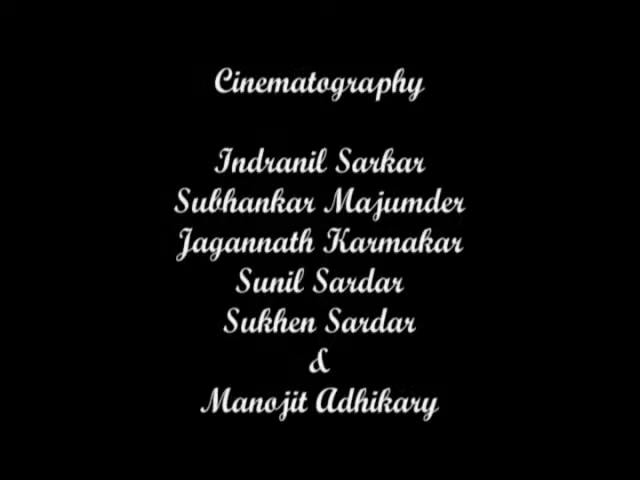 Cinematography
Indranil Sarkar
Subhankar Majumder
Jagannath Karmakar
Sunil Sardar
Sukhen Sardar
&
Manojit Adhikary